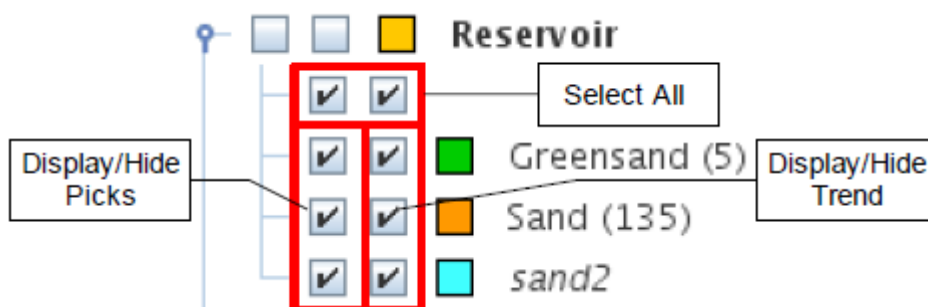 Reservoir
Select All
Display/Hide
Picks
Greensand (5)
Display/Hide
Trend
Sand (135)
sand2